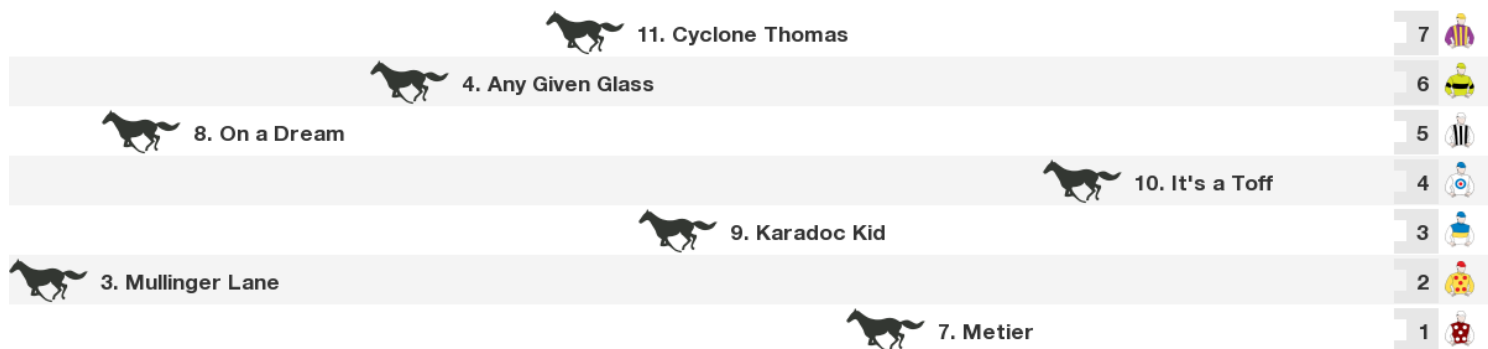 11. Cyclone Thomas 7
4. Any Given Glass 6
8. On a Dream 5
10. It's a Toff 4
9. Karadoc Kid 3
3. Mullinger Lane 2
7. Metier 1